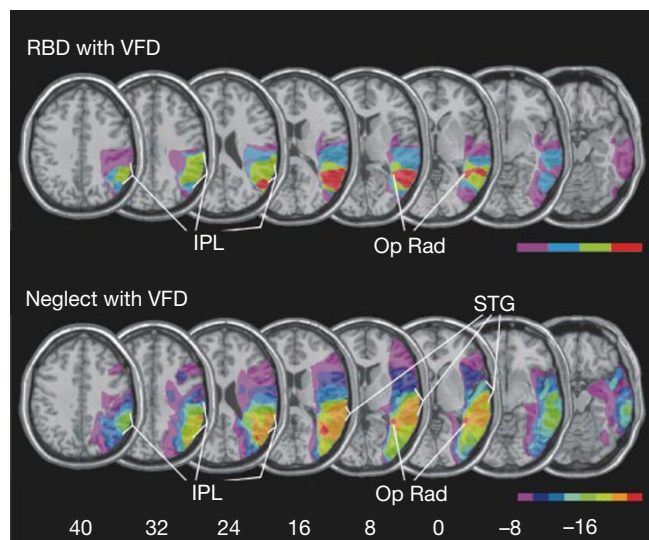 RBD with VFD
IPL
Op Rad
Neglect with VFD
STG
IPL
Op Rad
40 32 24 16 8 0 –8 –16